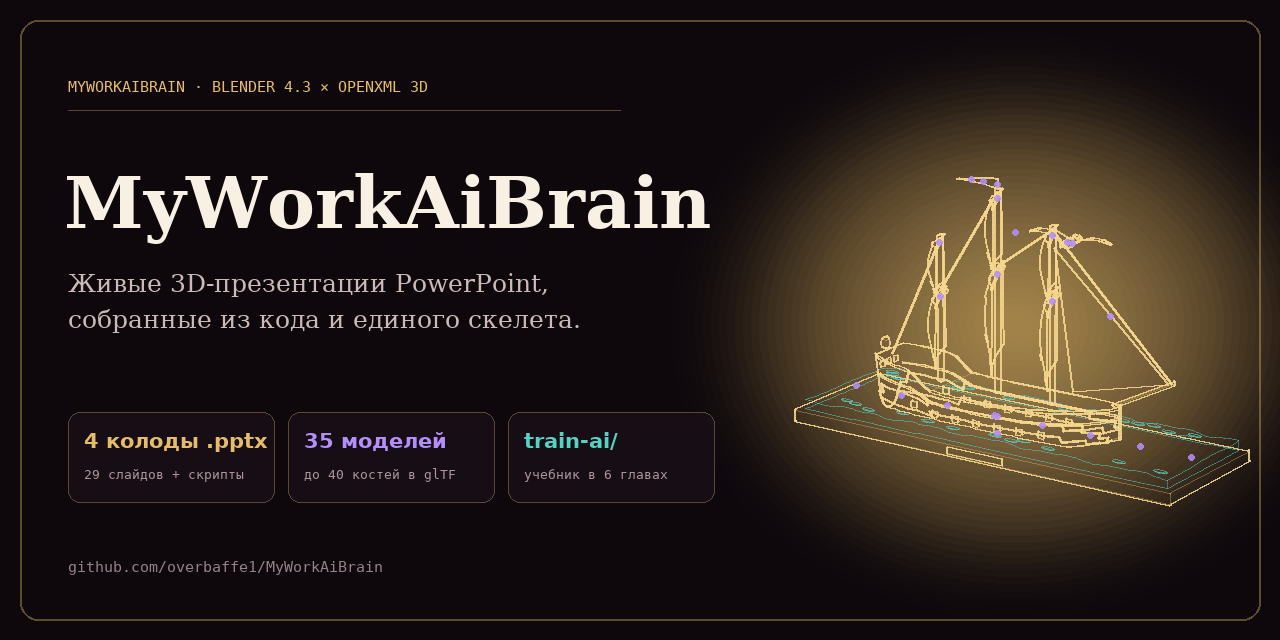 MYWORKAIBRAIN · BLENDER 4.3 × OPENXML 3D
MyWorkAiBrain
Живые 3D-презентации PowerPoint,
собранные из кода и единого скелета.
4 колоды .pptx
29 слайдов + скрипты
35 моделей
до 40 костей в glTF
train-ai/
учебник в 6 главах
github.com/overbaffe1/MyWorkAiBrain